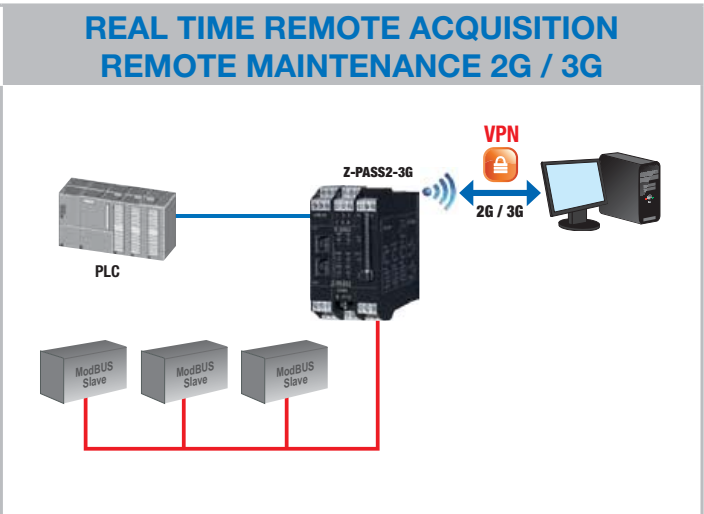 REAL TIME REMOTE ACQUISITION
REMOTE MAINTENANCE 2G / 3G
VPN
Z-PASS2-3G
2G / 3G
PLC
ModBUS
Slave
ModBUS
Slave
ModBUS
Slave